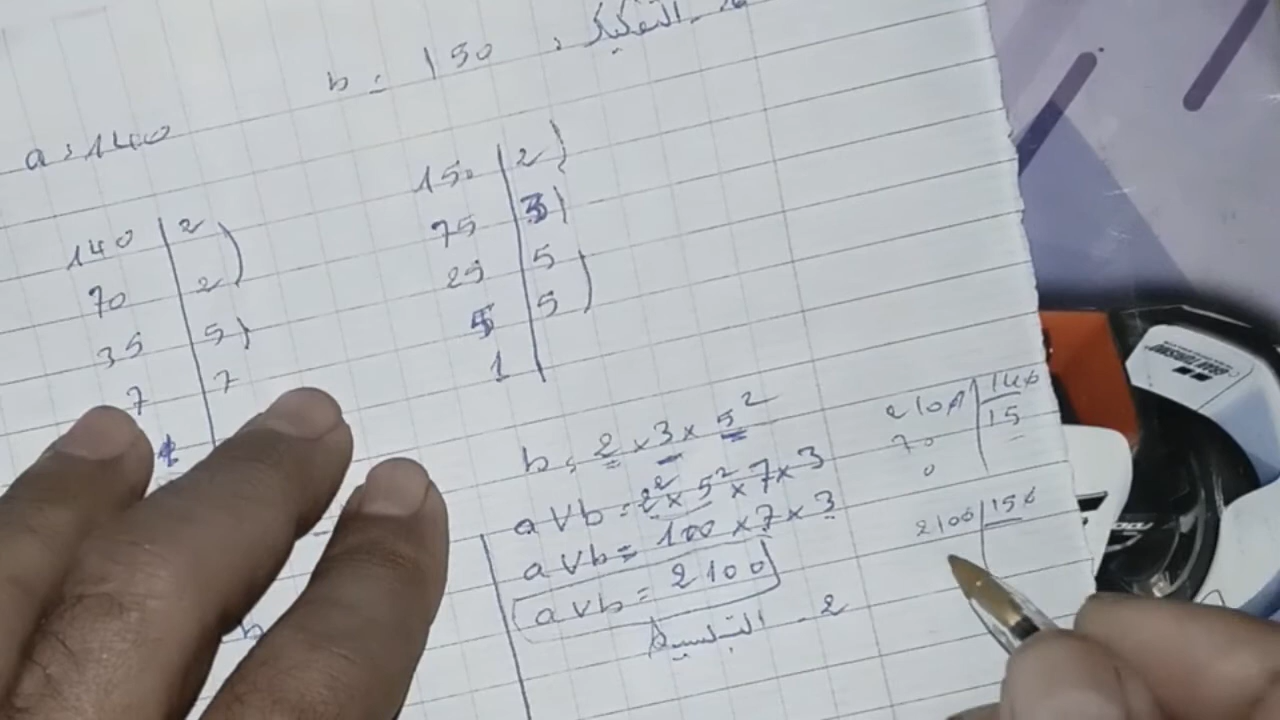 التفكيك
b = 150
a = 140
140 | 2
70 | 2
35 | 5
7 | 7
1
150 | 2
75 | 3
25 | 5
5 | 5
1
b = 2 × 3 × 5²
a ∨ b = 2² × 5² × 7 × 3
a ∨ b = 100 × 7 × 3
a ∨ b = 2100
2 - التبسيط
2100 | 140
70 | 15
0
2100 | 150
b